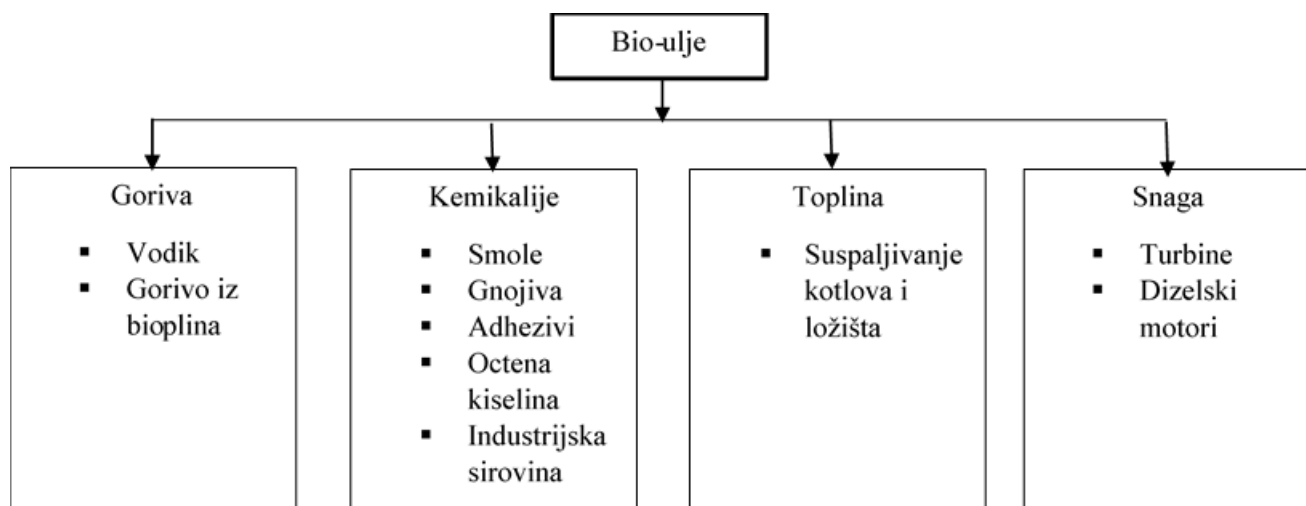 Bio-ulje
Goriva
▪ Vodik
▪ Gorivo iz
bioplina
Kemikalije
▪ Smole
▪ Gnojiva
▪ Adhezivi
▪ Octena
kiselina
▪ Industrijska
sirovina
Toplina
▪ Suspaljivanje
kotlova i
ložišta
Snaga
▪ Turbine
▪ Dizelski
motori